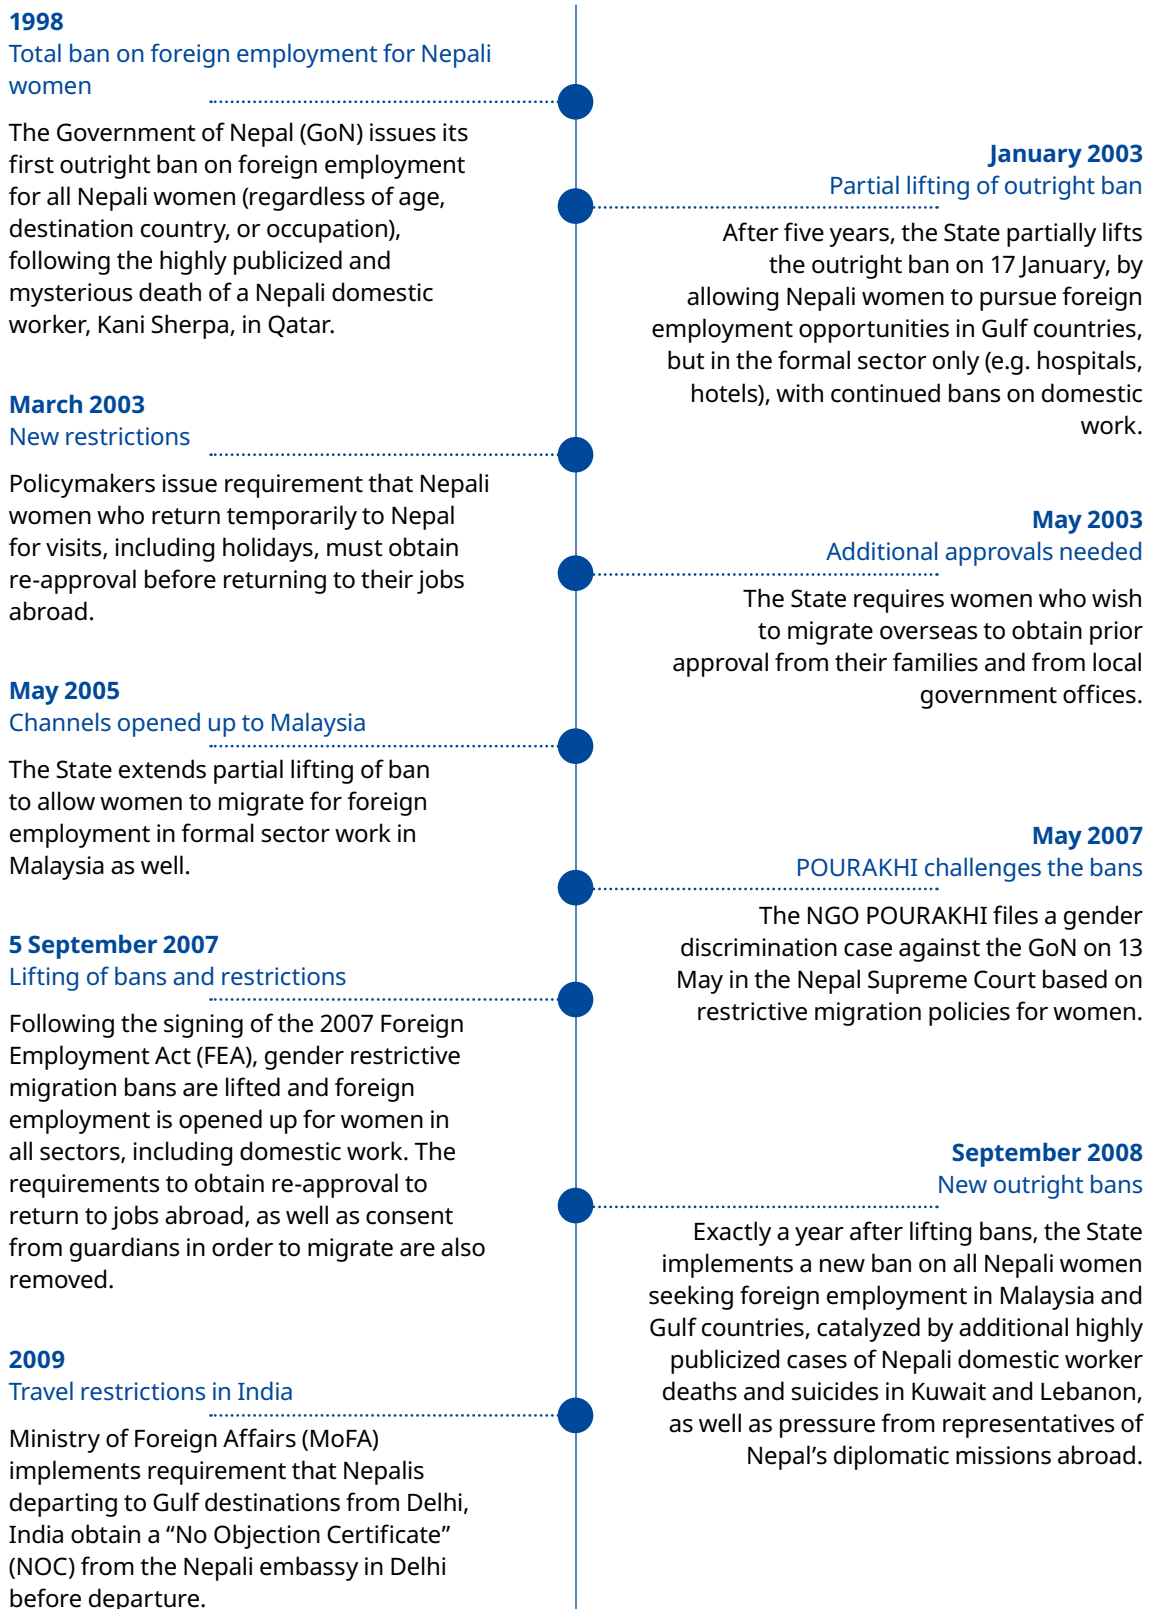 1998
Total ban on foreign employment for Nepali
women
The Government of Nepal (GoN) issues its
first outright ban on foreign employment
for all Nepali women (regardless of age,
destination country, or occupation),
following the highly publicized and
mysterious death of a Nepali domestic
worker, Kani Sherpa, in Qatar.
January 2003
Partial lifting of outright ban
After five years, the State partially lifts
the outright ban on 17 January, by
allowing Nepali women to pursue foreign
employment opportunities in Gulf countries,
but in the formal sector only (e.g. hospitals,
hotels), with continued bans on domestic
work.
March 2003
New restrictions
Policymakers issue requirement that Nepali
women who return temporarily to Nepal
for visits, including holidays, must obtain
re-approval before returning to their jobs
abroad.
May 2003
Additional approvals needed
The State requires women who wish
to migrate overseas to obtain prior
approval from their families and from local
government offices.
May 2005
Channels opened up to Malaysia
The State extends partial lifting of ban
to allow women to migrate for foreign
employment in formal sector work in
Malaysia as well.
May 2007
POURAKHI challenges the bans
The NGO POURAKHI files a gender
discrimination case against the GoN on 13
May in the Nepal Supreme Court based on
restrictive migration policies for women.
5 September 2007
Lifting of bans and restrictions
Following the signing of the 2007 Foreign
Employment Act (FEA), gender restrictive
migration bans are lifted and foreign
employment is opened up for women in
all sectors, including domestic work. The
requirements to obtain re-approval to
return to jobs abroad, as well as consent
from guardians in order to migrate are also
removed.
September 2008
New outright bans
Exactly a year after lifting bans, the State
implements a new ban on all Nepali women
seeking foreign employment in Malaysia and
Gulf countries, catalyzed by additional highly
publicized cases of Nepali domestic worker
deaths and suicides in Kuwait and Lebanon,
as well as pressure from representatives of
Nepal’s diplomatic missions abroad.
2009
Travel restrictions in India
Ministry of Foreign Affairs (MoFA)
implements requirement that Nepalis
departing to Gulf destinations from Delhi,
India obtain a “No Objection Certificate”
(NOC) from the Nepali embassy in Delhi
before departure.